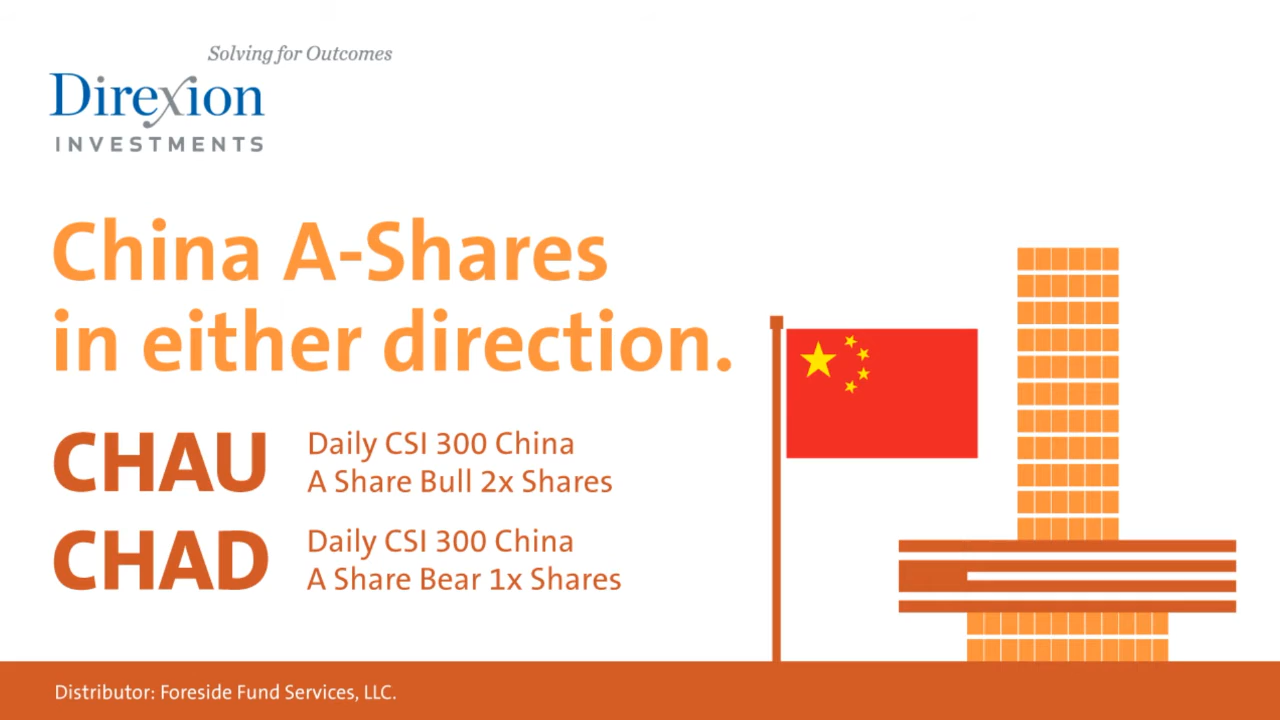 Solving for Outcomes
Direxion
INVESTMENTS
China A-Shares
in either direction.
CHAU
Daily CSI 300 China
A Share Bull 2x Shares
CHAD
Daily CSI 300 China
A Share Bear 1x Shares
Distributor: Foreside Fund Services, LLC.